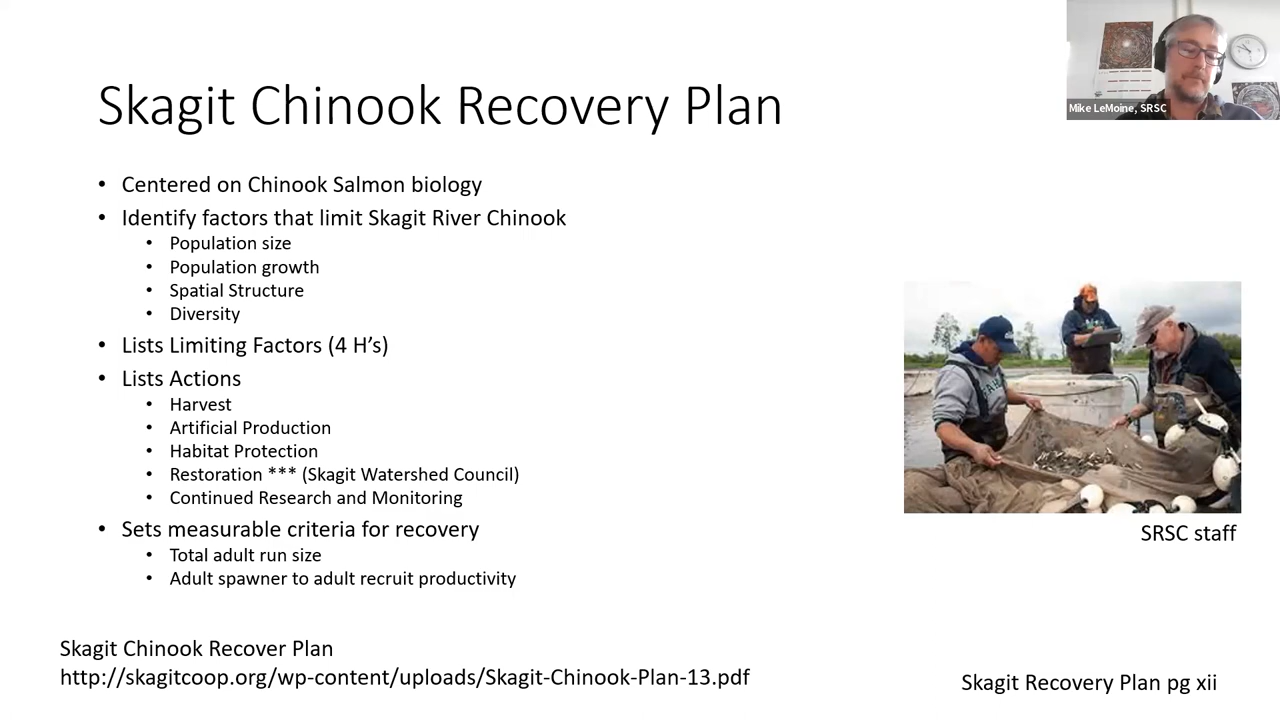 Skagit Chinook Recovery Plan
Mike LeMoine, SRSC
• Centered on Chinook Salmon biology
• Identify factors that limit Skagit River Chinook
• Population size
• Population growth
• Spatial Structure
• Diversity
• Lists Limiting Factors (4 H’s)
• Lists Actions
• Harvest
• Artificial Production
• Habitat Protection
• Restoration *** (Skagit Watershed Council)
• Continued Research and Monitoring
• Sets measurable criteria for recovery
• Total adult run size
• Adult spawner to adult recruit productivity
SRSC staff
Skagit Chinook Recover Plan
http://skagitcoop.org/wp-content/uploads/Skagit-Chinook-Plan-13.pdf
Skagit Recovery Plan pg xii